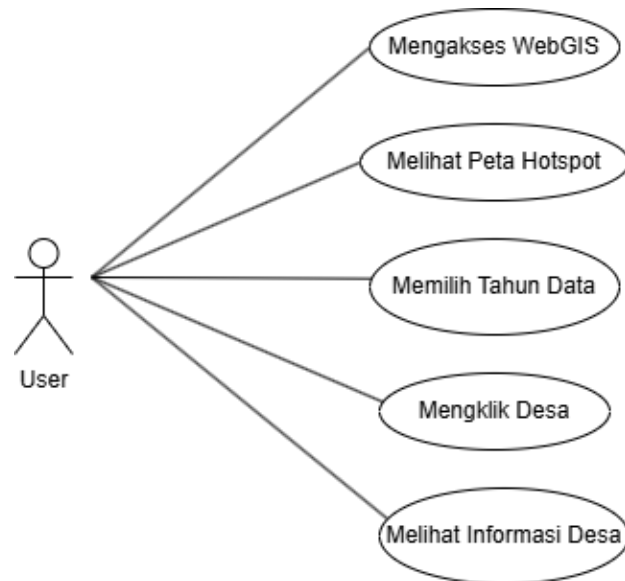 Mengakses WebGIS
Melihat Peta Hotspot
Memilih Tahun Data
User
Mengklik Desa
Melihat Informasi Desa